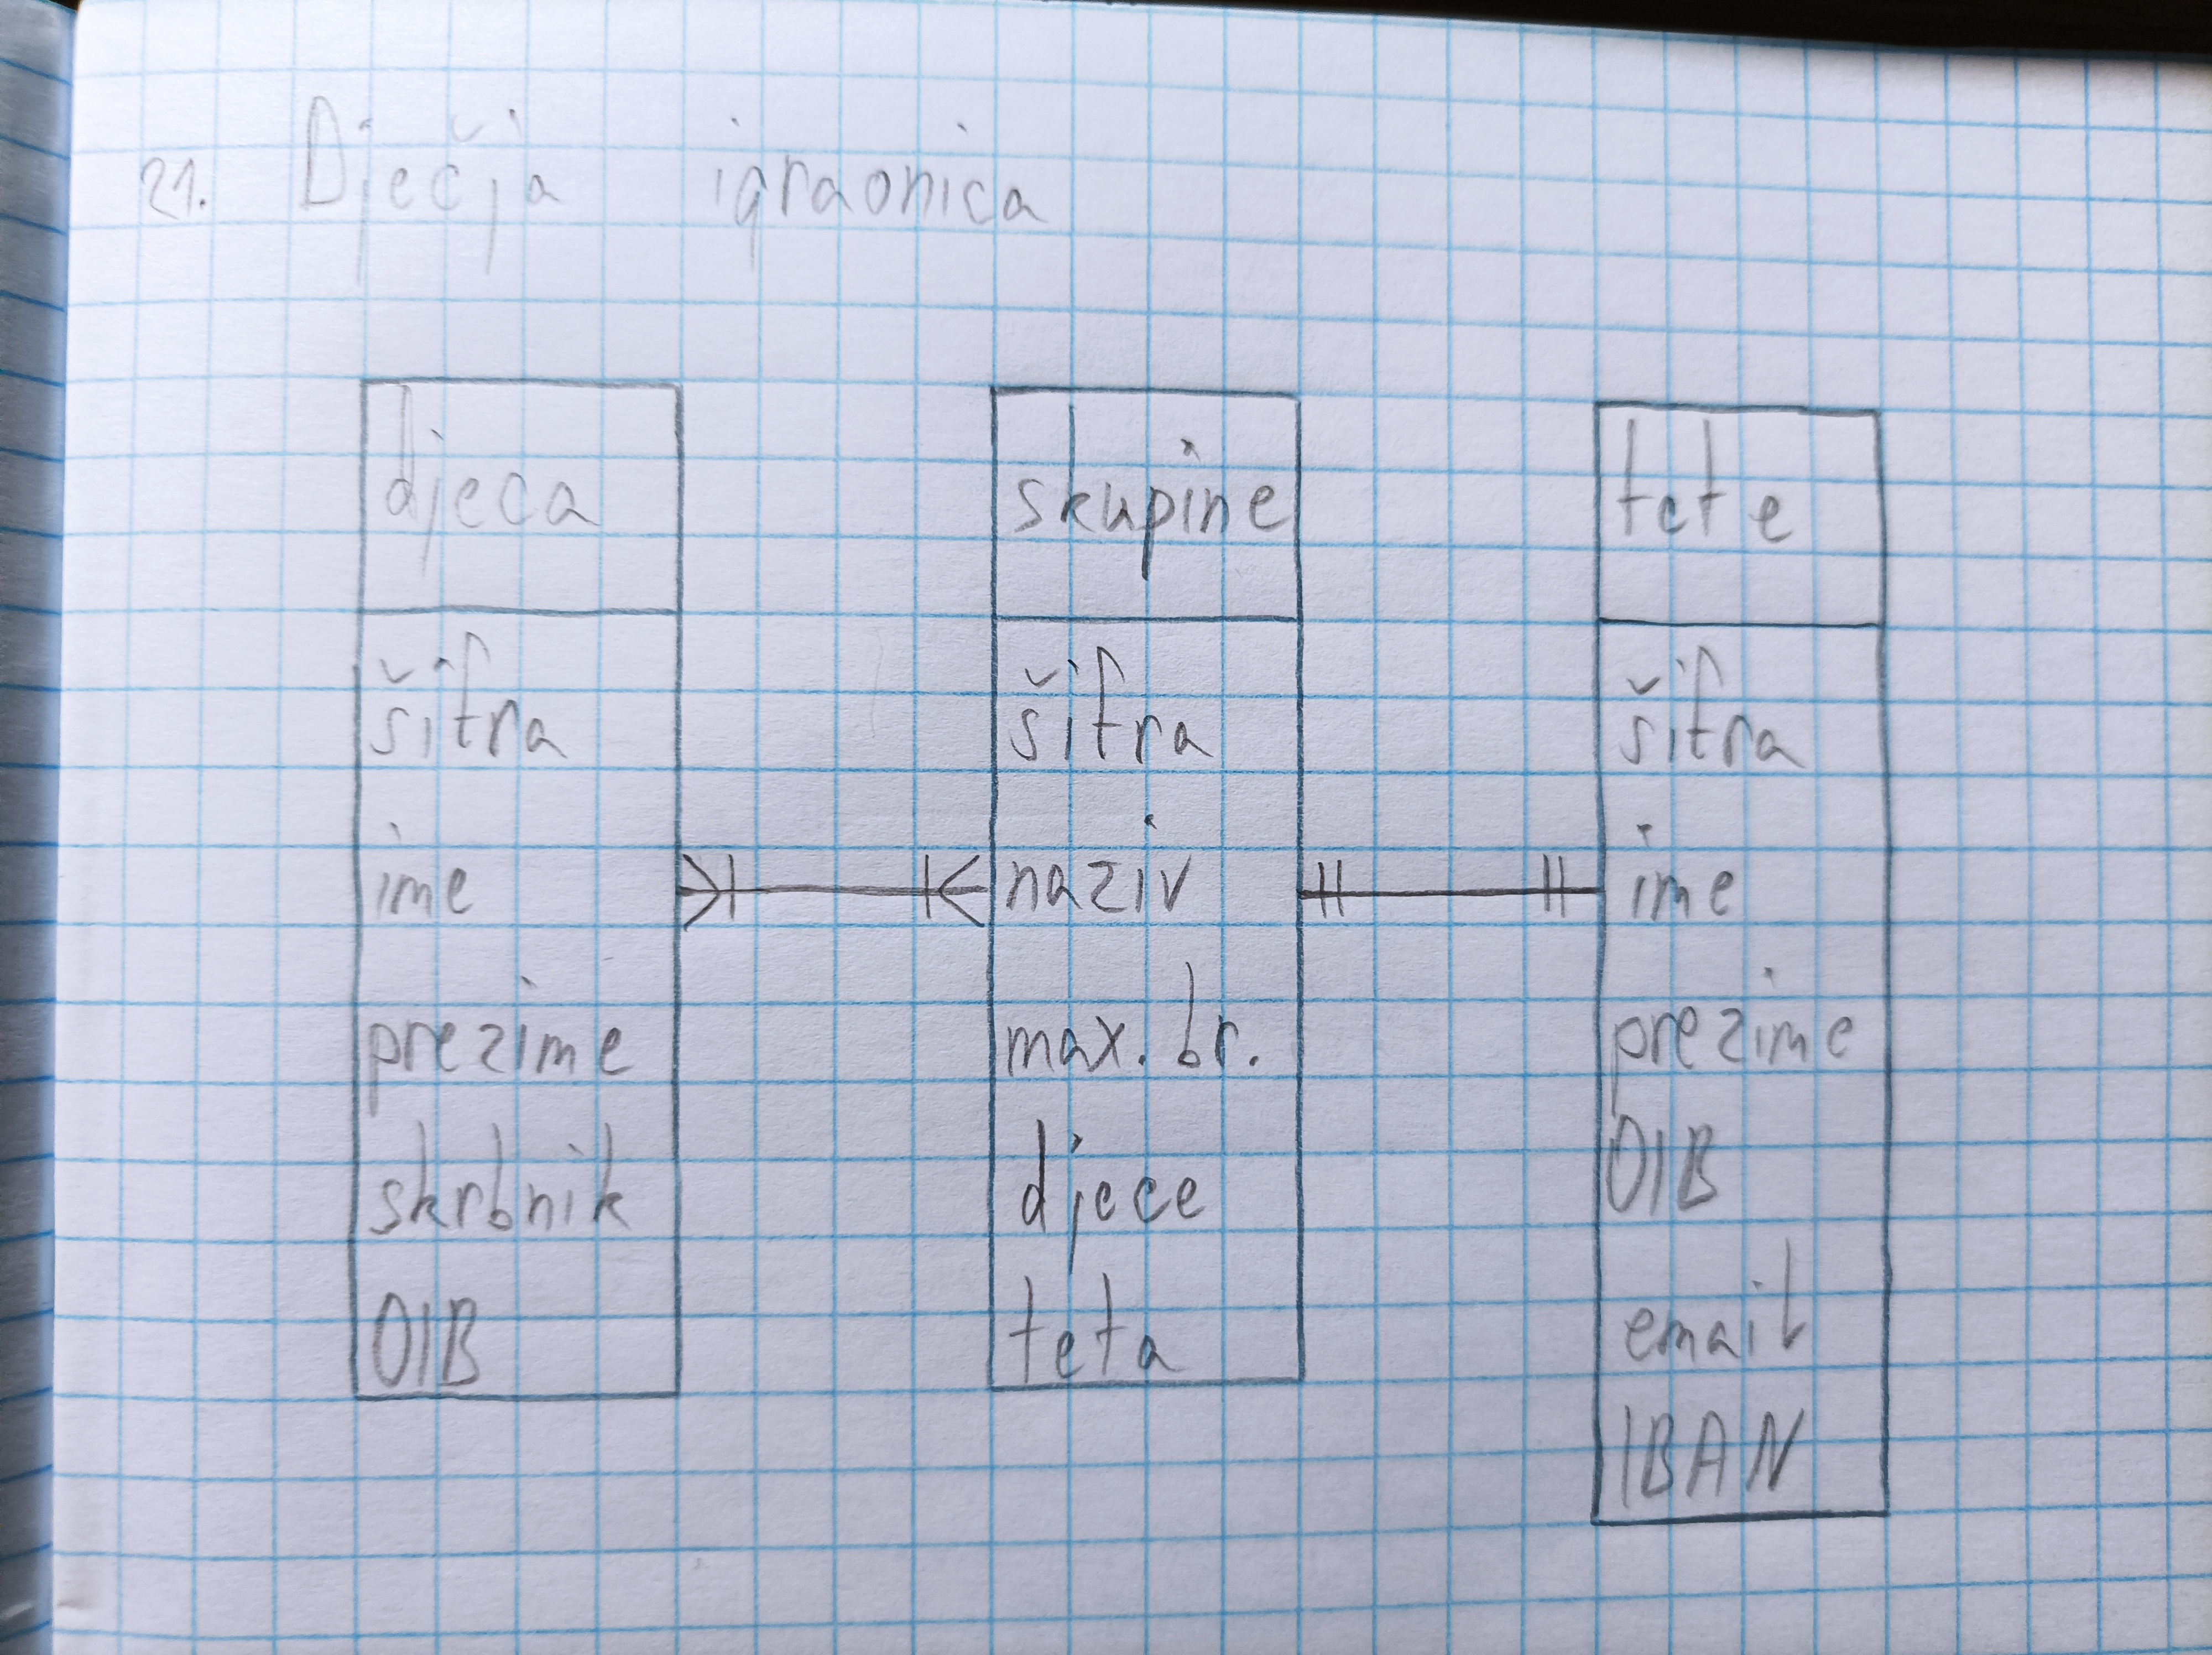 21. Dječja igraonica
djeca
šifra
ime
prezime
skrbnik
OIB
skupine
šifra
naziv
max. br.
djece
teta
tete
šifra
ime
prezime
OIB
email
IBAN